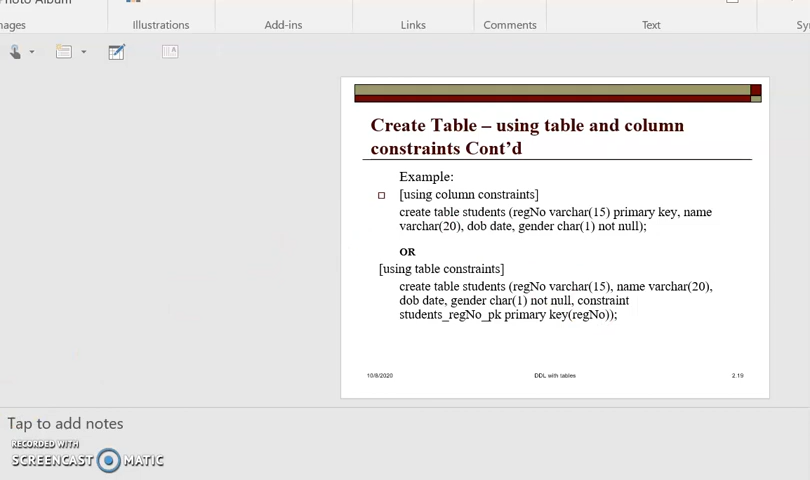 Photo Album
Illustrations
Add-ins
Links
Comments
Text
Create Table – using table and column
constraints Cont’d
Example:
[using column constraints]
create table students (regNo varchar(15) primary key, name
varchar(20), dob date, gender char(1) not null);
OR
[using table constraints]
create table students (regNo varchar(15), name varchar(20),
dob date, gender char(1) not null, constraint
students_regNo_pk primary key(regNo));
10/8/2020
DDL with tables
2.19
Tap to add notes
RECORDED WITH
SCREENCAST MATIC